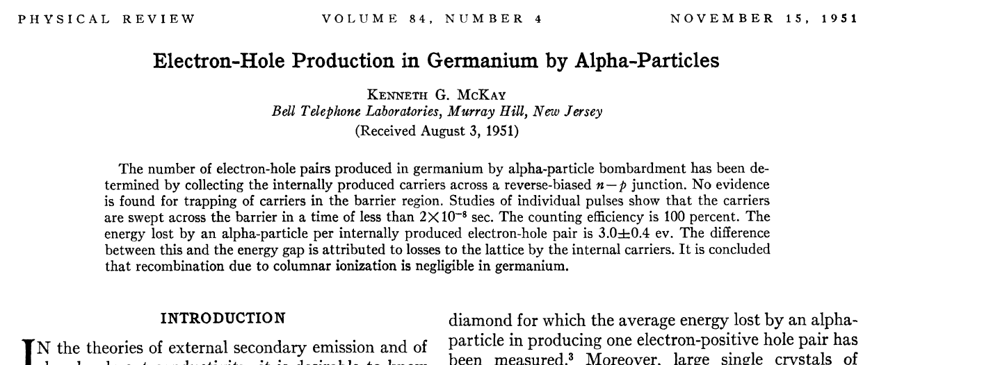 PHYSICAL REVIEW VOLUME 84, NUMBER 4 NOVEMBER 15, 1951
Electron-Hole Production in Germanium by Alpha-Particles
KENNETH G. MCKAY
Bell Telephone Laboratories, Murray Hill, New Jersey
(Received August 3, 1951)
The number of electron-hole pairs produced in germanium by alpha-particle bombardment has been de-
termined by collecting the internally produced carriers across a reverse-biased n−p junction. No evidence
is found for trapping of carriers in the barrier region. Studies of individual pulses show that the carriers
are swept across the barrier in a time of less than 2×10⁻⁸ sec. The counting efficiency is 100 percent. The
energy lost by an alpha-particle per internally produced electron-hole pair is 3.0±0.4 ev. The difference
between this and the energy gap is attributed to losses to the lattice by the internal carriers. It is concluded
that recombination due to columnar ionization is negligible in germanium.
INTRODUCTION
IN the theories of external secondary emission and of
diamond for which the average energy lost by an alpha-
particle in producing one electron-positive hole pair has
been measured.³ Moreover, large single crystals of